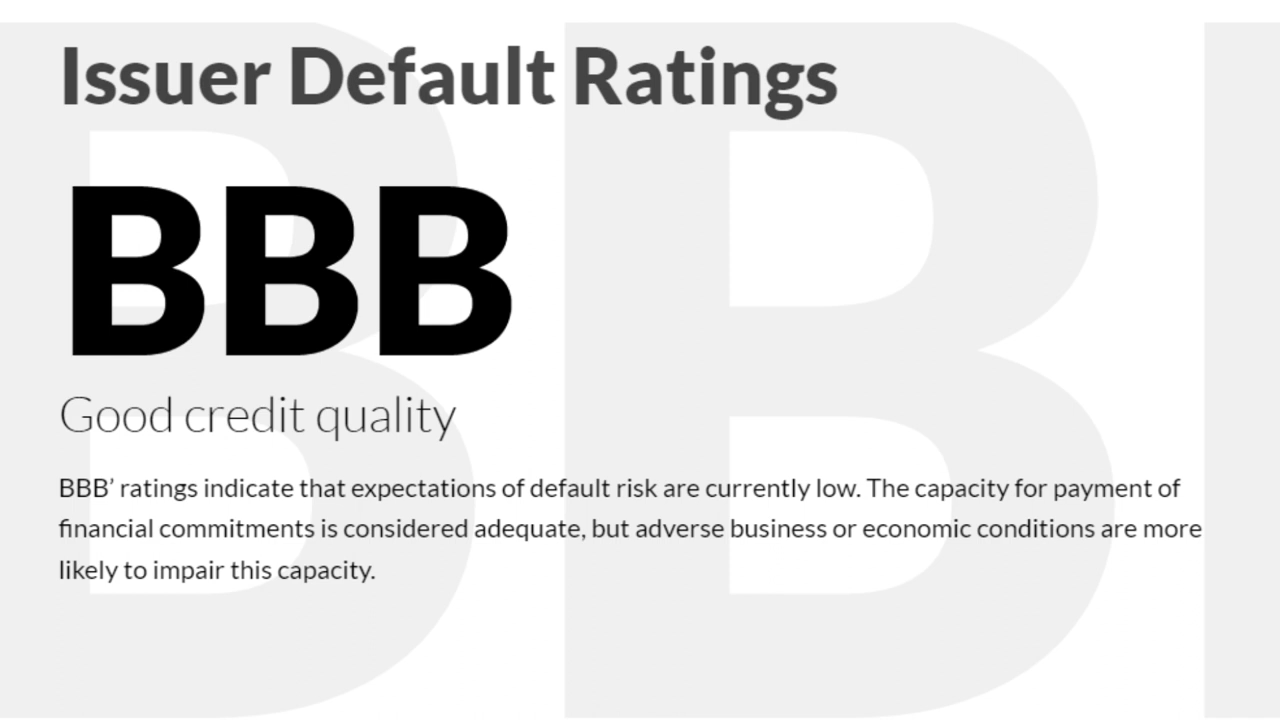 Issuer Default Ratings
BBB
Good credit quality
BBB’ ratings indicate that expectations of default risk are currently low. The capacity for payment of
financial commitments is considered adequate, but adverse business or economic conditions are more
likely to impair this capacity.